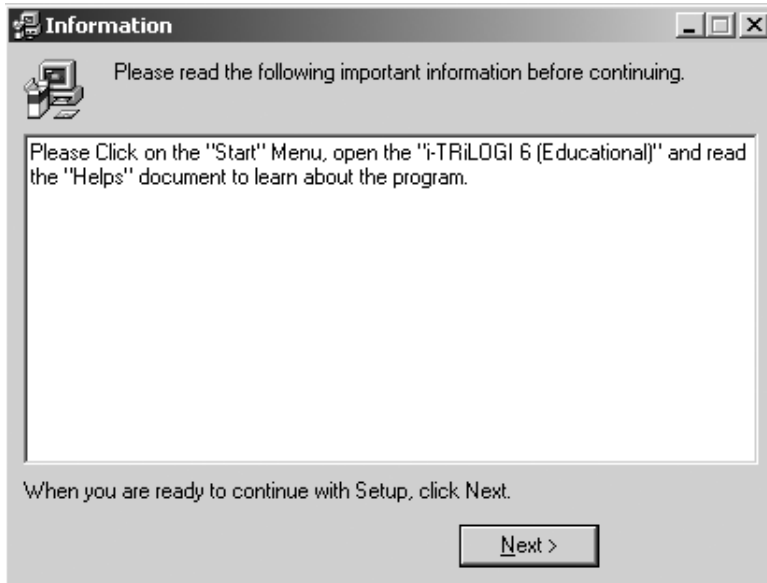 Information
Please read the following important information before continuing.
Please Click on the "Start" Menu, open the "i-TRiLOGI 6 (Educational)" and read
the "Helps" document to learn about the program.
When you are ready to continue with Setup, click Next.
Next >